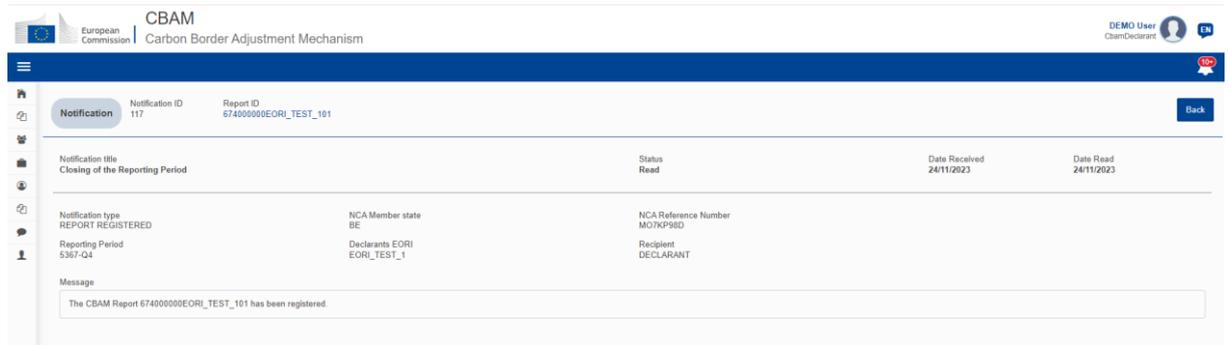 CBAM
European
Commission
Carbon Border Adjustment Mechanism
DEMO User
CbamDeclarant
EN
10+
Notification
Notification ID
117
Report ID
674000000EORI_TEST_101
Back
Notification title
Closing of the Reporting Period
Status
Read
Date Received
24/11/2023
Date Read
24/11/2023
Notification type
REPORT REGISTERED
NCA Member state
BE
NCA Reference Number
MO7KP98D
Reporting Period
5367-Q4
Declarants EORI
EORI_TEST_1
Recipient
DECLARANT
Message
The CBAM Report 674000000EORI_TEST_101 has been registered.